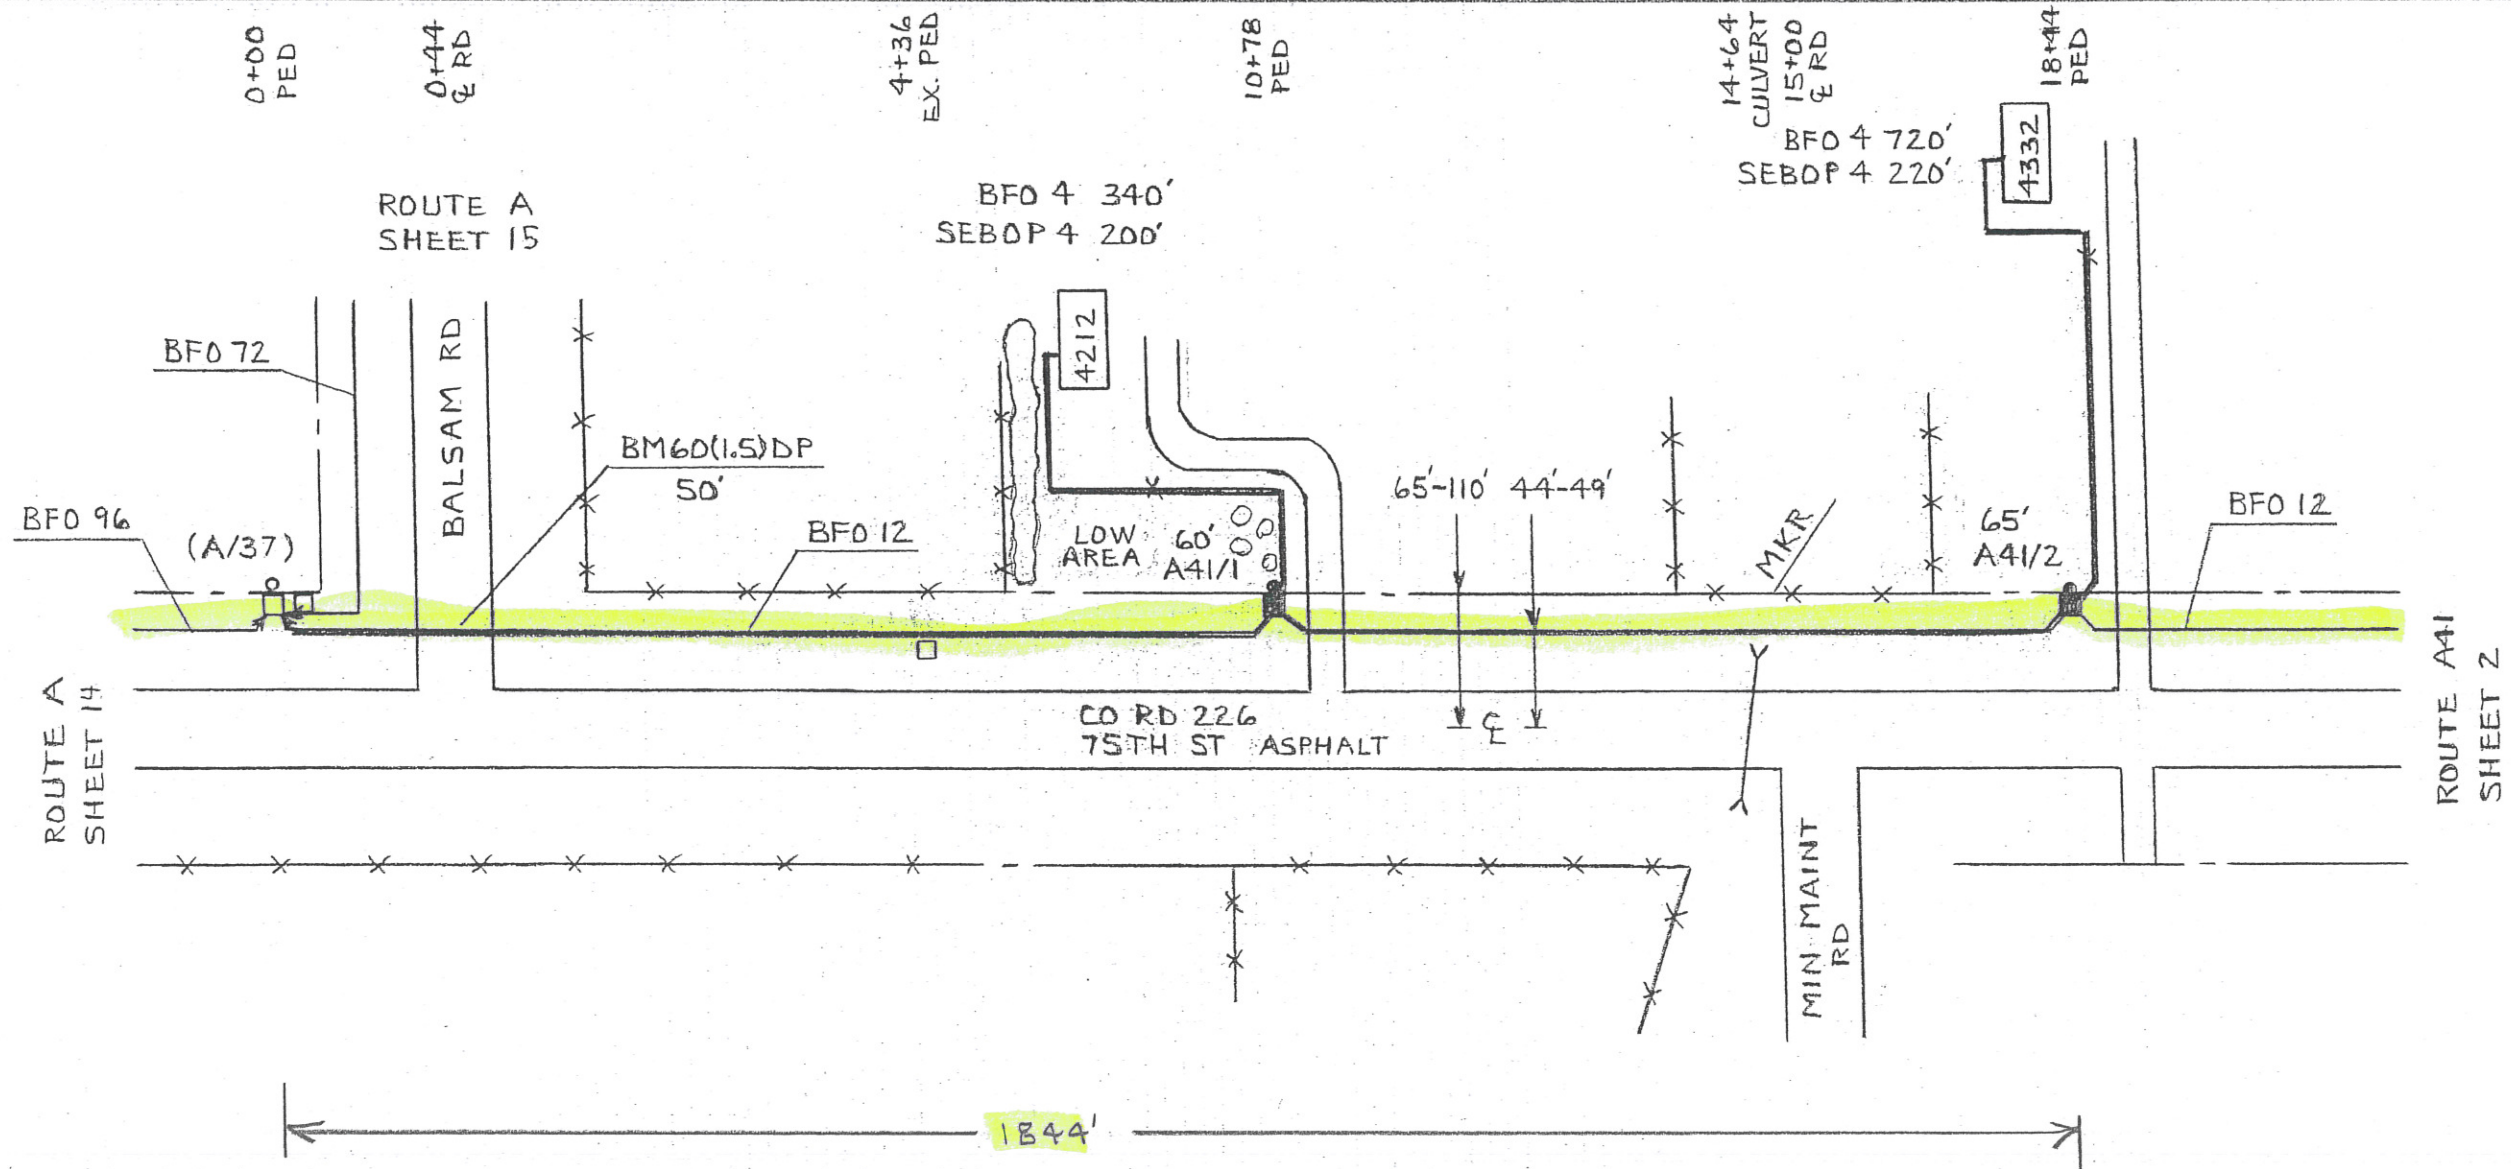 0+00
PED
0+44
℄ RD
4+36
EX. PED
10+78
PED
14+64
CULVERT
15+00
℄ RD
18+44
PED
BFO 4 720'
SEBOP 4 220'
4332
ROUTE A
SHEET 15
BFO 4 340'
SEBOP 4 200'
4212
BFO 72
BALSAM RD
BM60(1.5)DP
50'
BFO 96
(A/37)
BFO 12
LOW
AREA
60'
A41/1
65'-110'
44'-49'
MKR
65'
A41/2
BFO 12
ROUTE A
SHEET 14
CO RD 226
75TH ST ASPHALT
℄
MIN MAINT
RD
ROUTE A41
SHEET 2
1844'